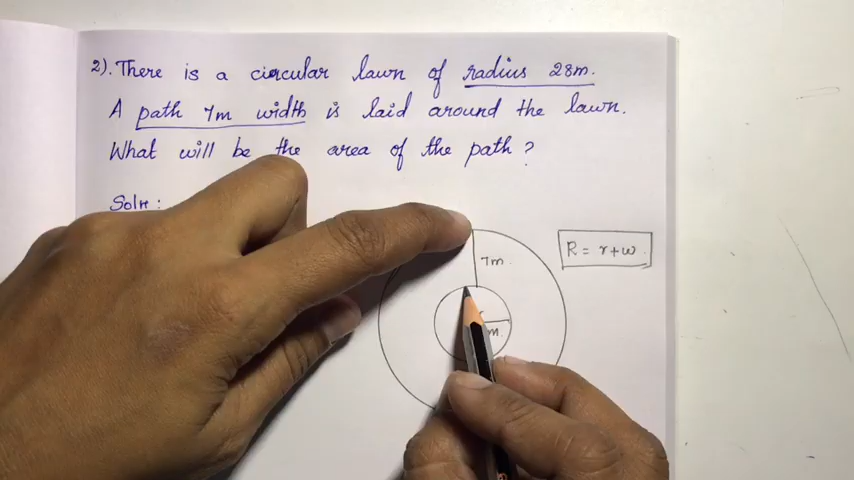 2). There is a circular lawn of radius 28m.
A path 7m width is laid around the lawn.
What will be the area of the path?
Soln:
7m.
R = r+w.
m.